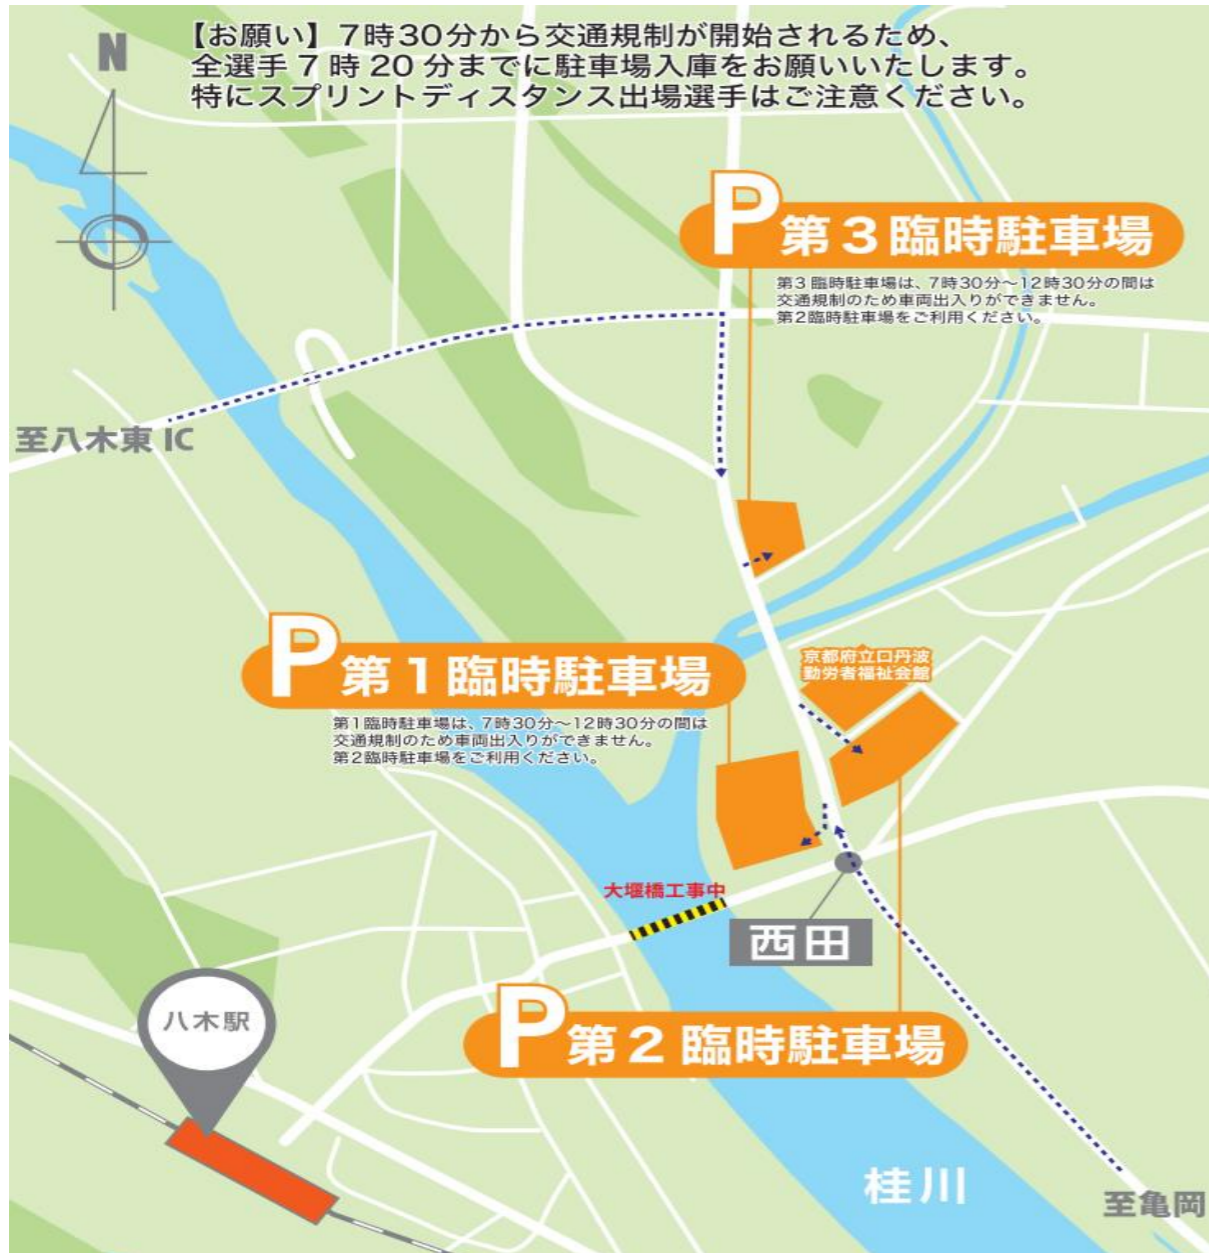 N
【お願い】7時30分から交通規制が開始されるため、
全選手7時20分までに駐車場入庫をお願いいたします。
特にスプリントディスタンス出場選手はご注意ください。
P 第3臨時駐車場
第3臨時駐車場は、7時30分～12時30分の間は
交通規制のため車両出入りができません。
第2臨時駐車場をご利用ください。
至八木東IC
P 第1臨時駐車場
第1臨時駐車場は、7時30分～12時30分の間は
交通規制のため車両出入りができません。
第2臨時駐車場をご利用ください。
京都府立口丹波
勤労者福祉会館
大堰橋工事中
西田
八木駅
P 第2臨時駐車場
桂川
至亀岡